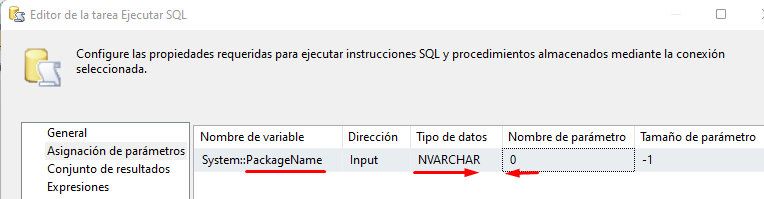 Editor de la tarea Ejecutar SQL
Configure las propiedades requeridas para ejecutar instrucciones SQL y procedimientos almacenados mediante la conexión
seleccionada.
General
Asignación de parámetros
Conjunto de resultados
Expresiones
Nombre de variable Dirección Tipo de datos Nombre de parámetro Tamaño de parámetro
System::PackageName Input NVARCHAR 0 -1